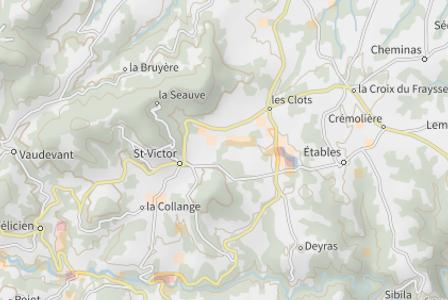 Sé
Cheminas
la Bruyère
la Croix du Fraysse
la Seauve
les Clots
Crémolière
Lem
Vaudevant
St-Victor
Étables
la Collange
élicien
Deyras
Sibila